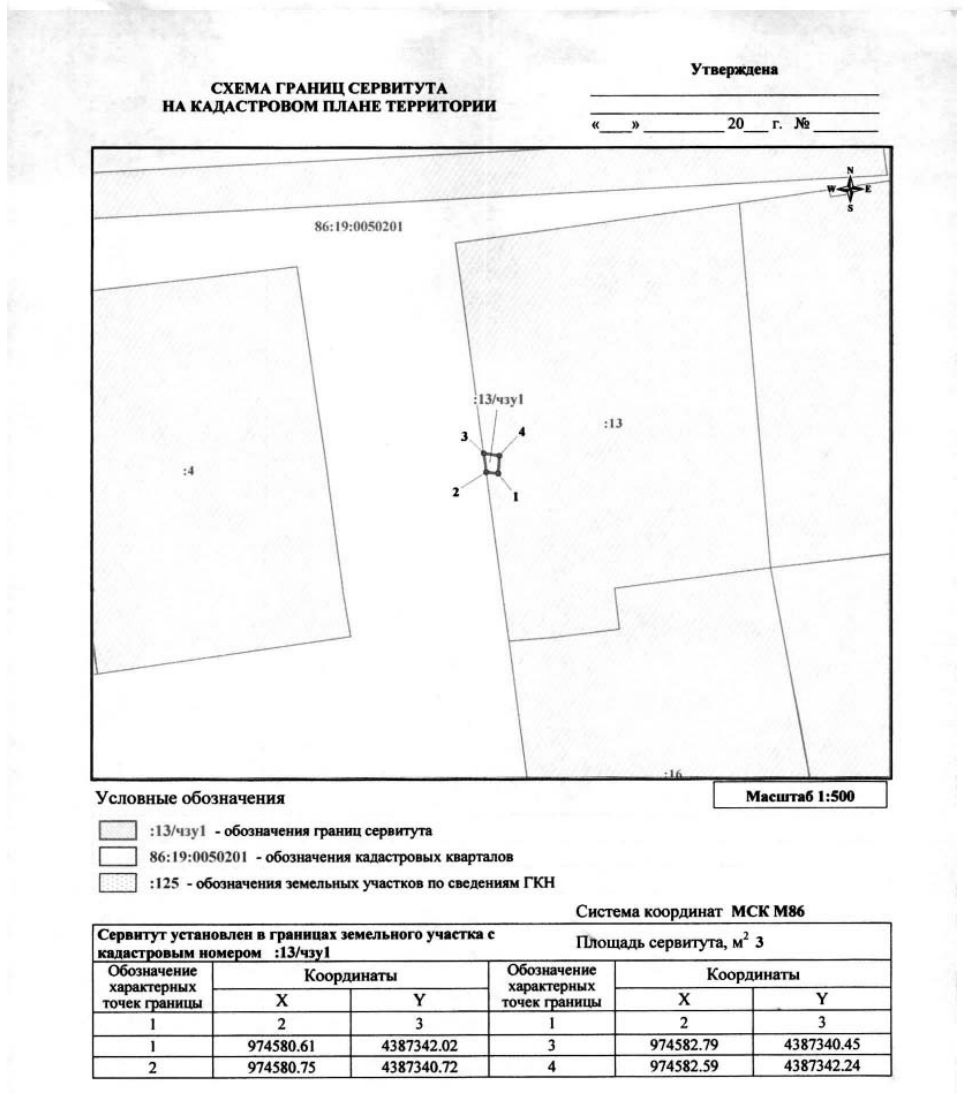 Утверждена
СХЕМА ГРАНИЦ СЕРВИТУТА
НА КАДАСТРОВОМ ПЛАНЕ ТЕРРИТОРИИ
«____» __________ 20___ г. № ________
N
W E
S
86:19:0050201
:13/чзу1
:13
3 4
:4
2 1
:16
Условные обозначения
Масштаб 1:500
:13/чзу1 - обозначения границ сервитута
86:19:0050201 - обозначения кадастровых кварталов
:125 - обозначения земельных участков по сведениям ГКН
Система координат МСК М86
Сервитут установлен в границах земельного участка с
кадастровым номером :13/чзу1
Площадь сервитута, м² 3
Обозначение характерных точек границы Координаты Обозначение характерных точек границы Координаты
X Y X Y
1 2 3 1 2 3
1 974580.61 4387342.02 3 974582.79 4387340.45
2 974580.75 4387340.72 4 974582.59 4387342.24